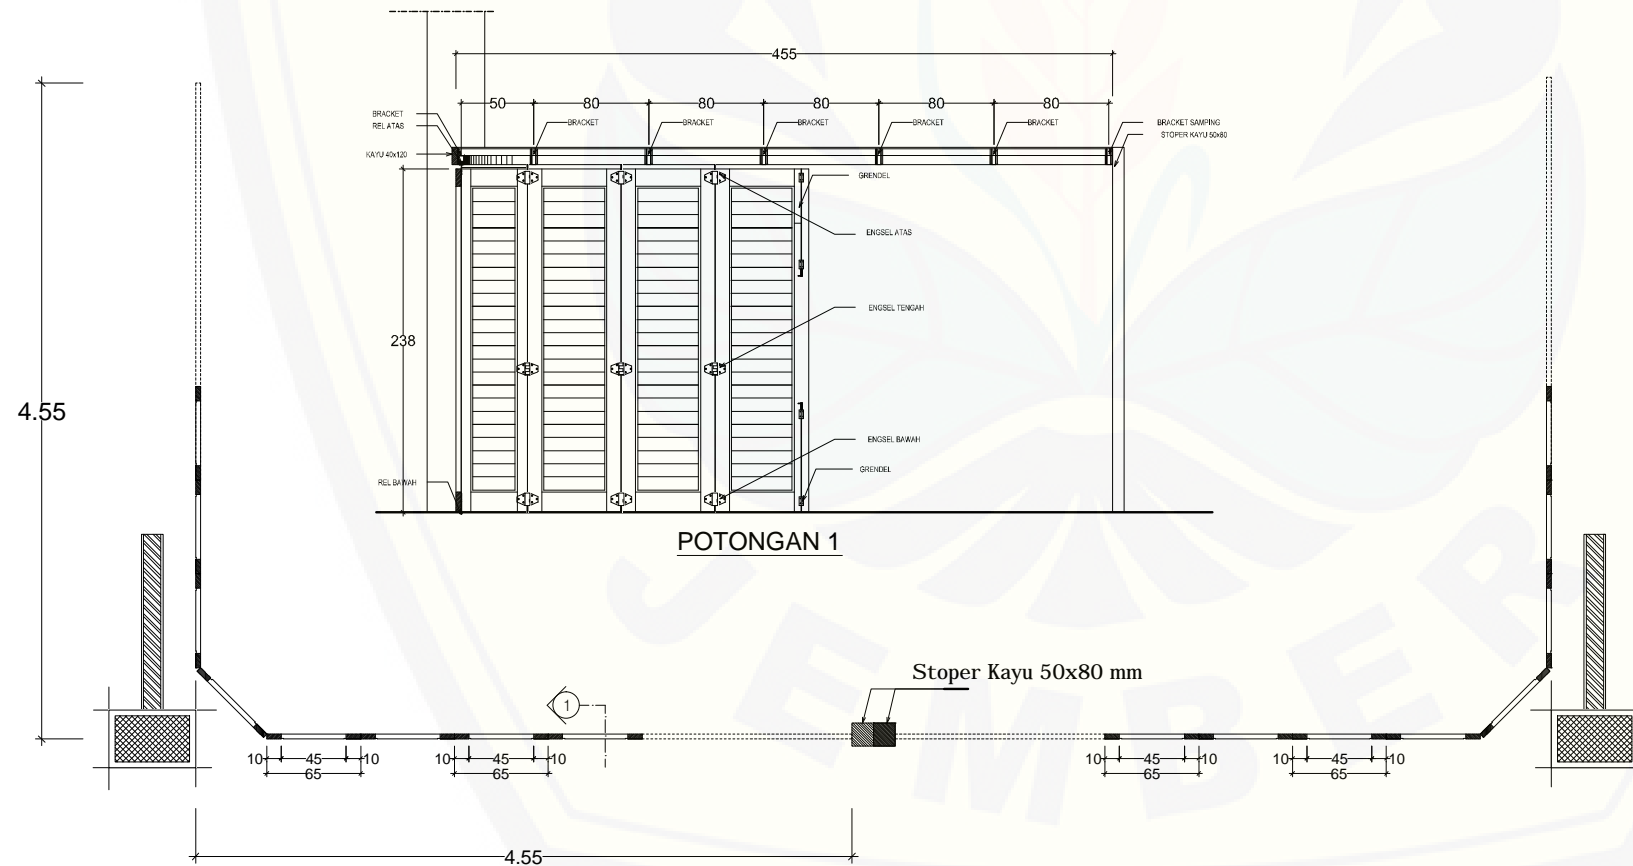 455
50 80 80 80 80 80
BRACKET
REL ATAS
KAYU 40x120
BRACKET BRACKET BRACKET BRACKET BRACKET
BRACKET SAMPING
STOPER KAYU 50x80
GRENDEL
ENGSEL ATAS
ENGSEL TENGAH
238
4.55
ENGSEL BAWAH
GRENDEL
REL BAWAH
POTONGAN 1
Stoper Kayu 50x80 mm
1
10 45 10 10 45 10 10 45 10 10 45 10
65 65 65 65
4.55
JEMBER